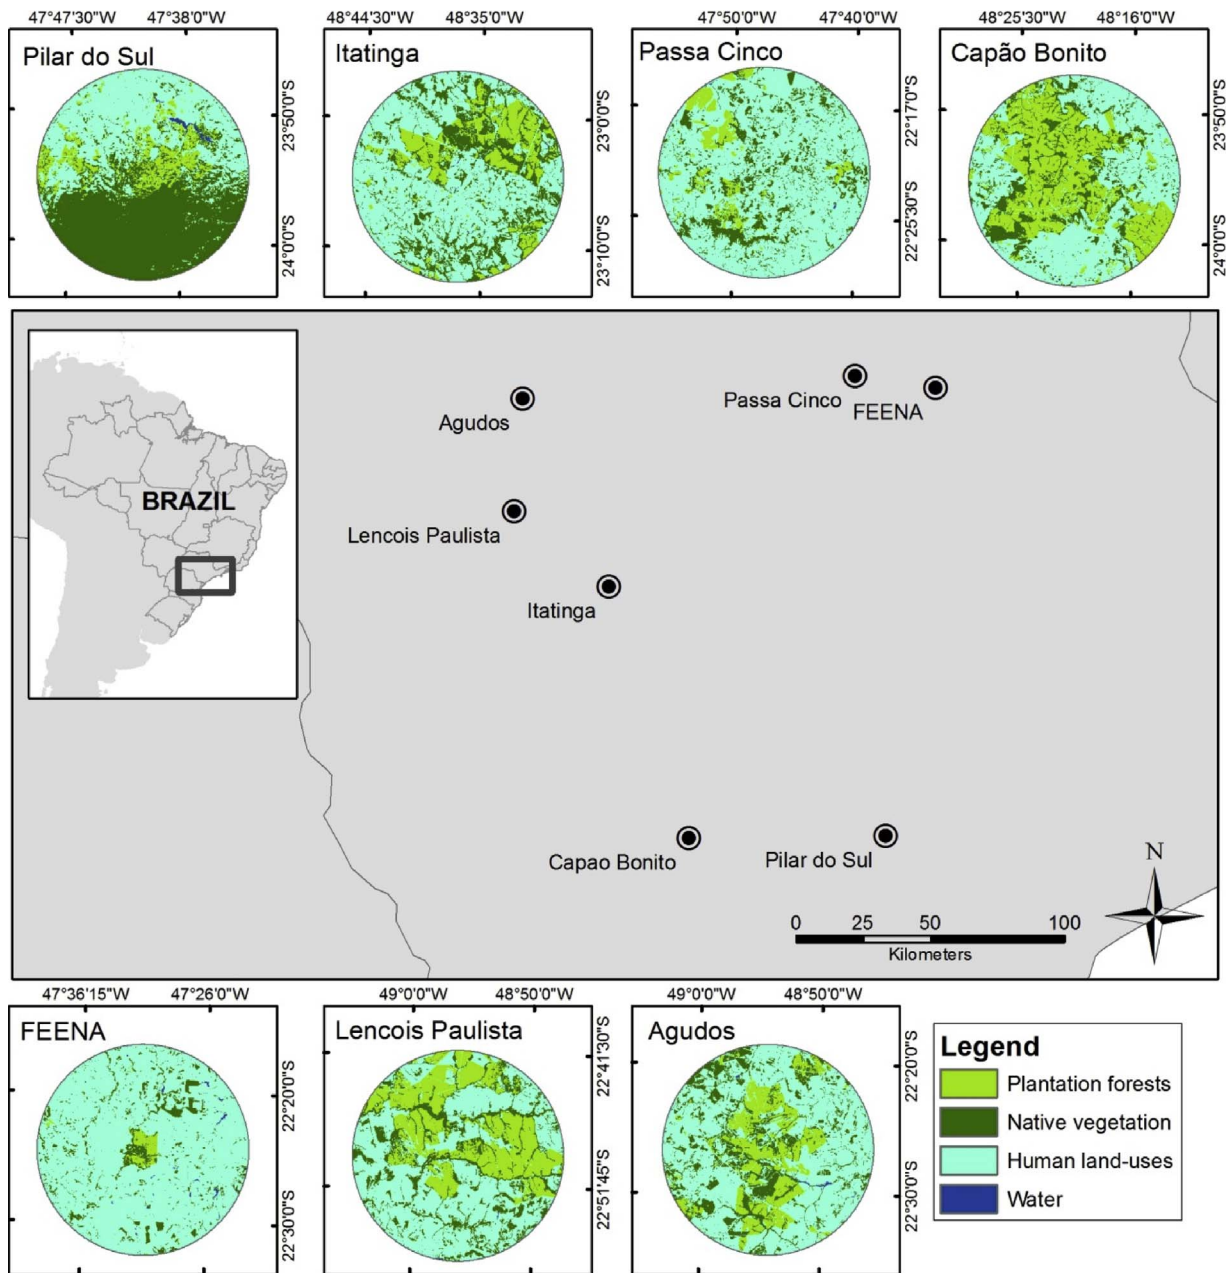 47°47'30"W 47°38'0"W
Pilar do Sul
23°50'0"S
24°0'0"S
48°44'30"W 48°35'0"W
Itatinga
23°0'0"S
23°10'0"S
47°50'0"W 47°40'0"W
Passa Cinco
22°17'0"S
22°25'30"S
48°25'30"W 48°16'0"W
Capão Bonito
23°50'0"S
24°0'0"S
BRAZIL
Agudos
Passa Cinco
FEENA
Lencois Paulista
Itatinga
Capao Bonito
Pilar do Sul
N
0 25 50 100
Kilometers
47°36'15"W 47°26'0"W
FEENA
22°20'0"S
22°30'0"S
49°0'0"W 48°50'0"W
Lencois Paulista
22°41'30"S
22°51'45"S
49°0'0"W 48°50'0"W
Agudos
22°20'0"S
22°30'0"S
Legend
Plantation forests
Native vegetation
Human land-uses
Water